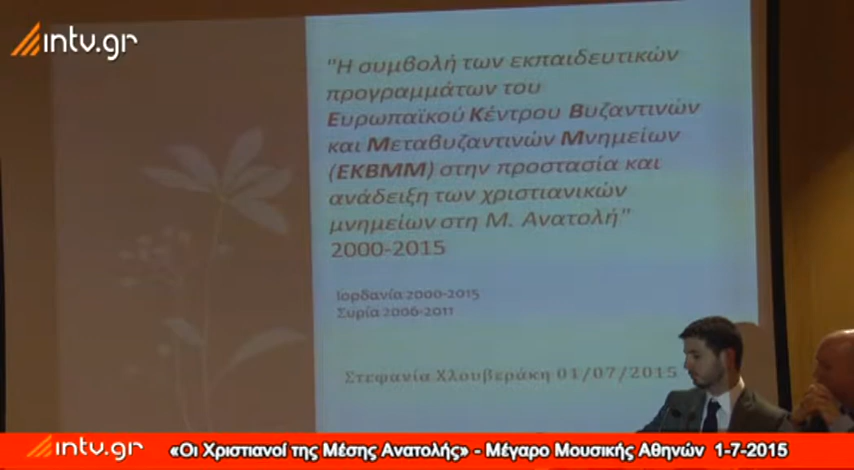 intv.gr
"Η συμβολή των εκπαιδευτικών
προγραμμάτων του
Ευρωπαϊκού Κέντρου Βυζαντινών
και Μεταβυζαντινών Μνημείων
(ΕΚΒΜΜ) στην προστασία και
ανάδειξη των χριστιανικών
μνημείων στη Μ. Ανατολή"
2000-2015
Ιορδανία 2000-2015
Συρία 2006-2011
Στεφανία Χλουβεράκη 01/07/2015
intv.gr «Οι Χριστιανοί της Μέσης Ανατολής» - Μέγαρο Μουσικής Αθηνών 1-7-2015